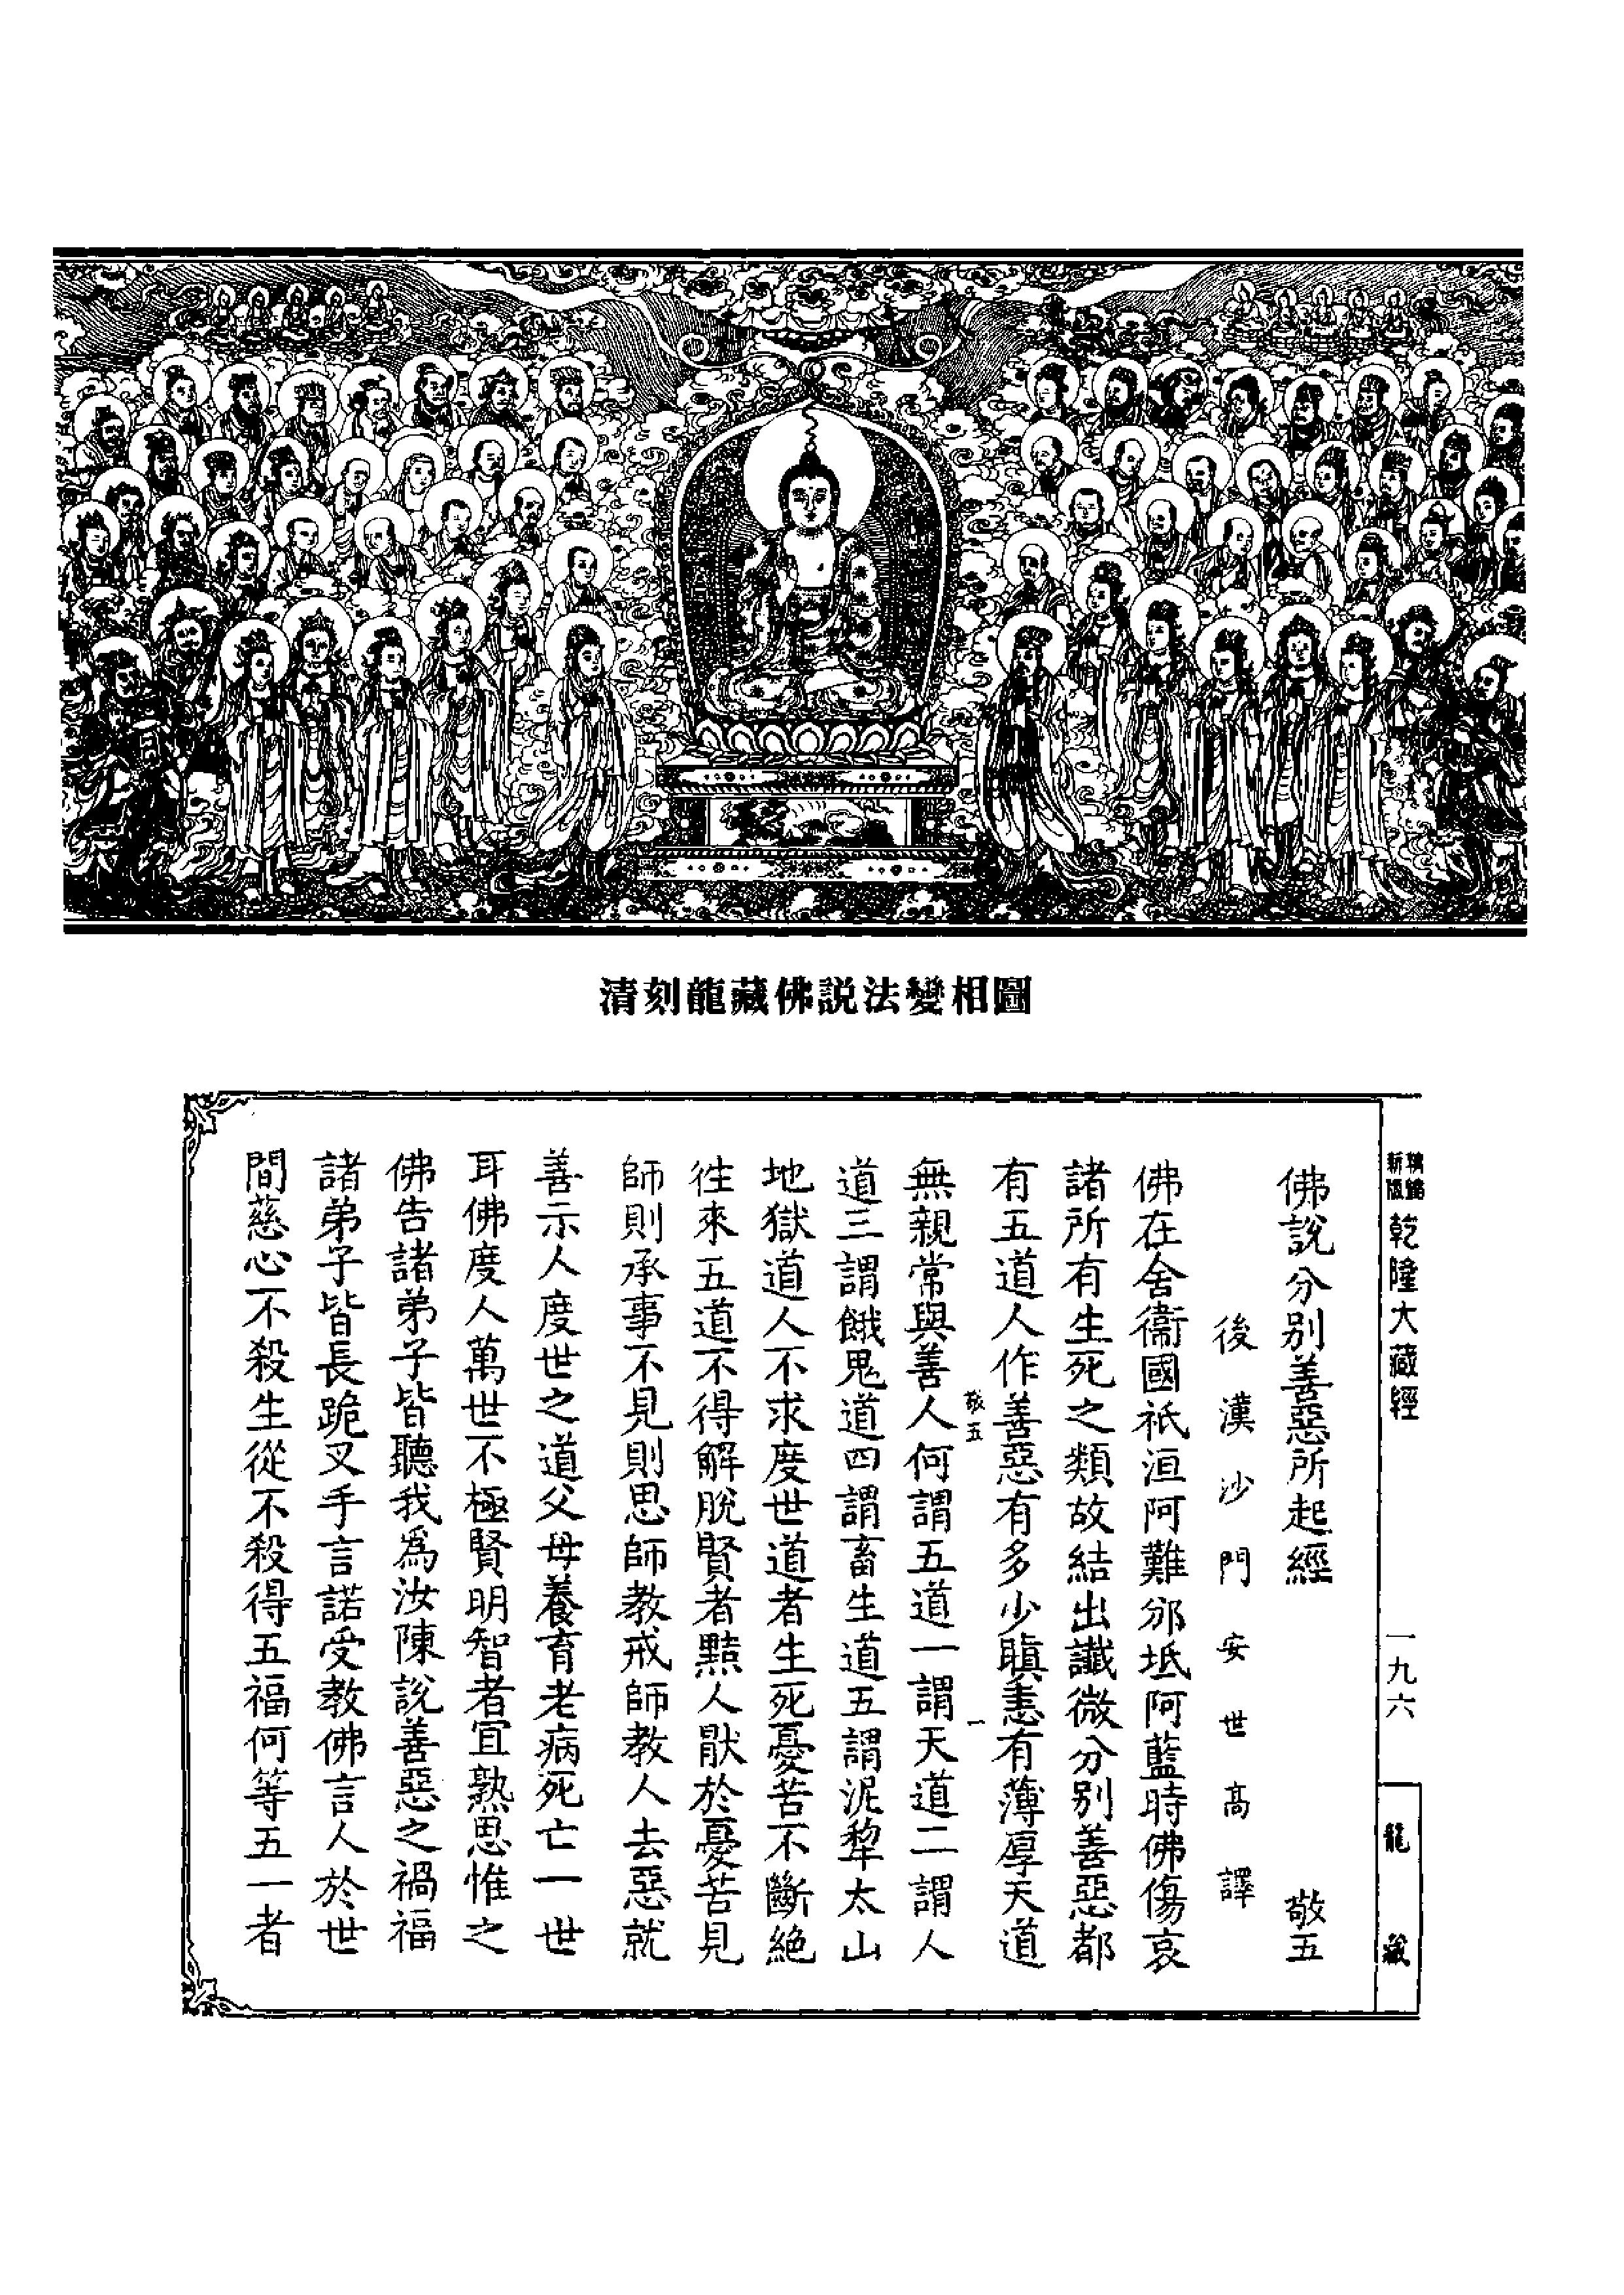 清刻龍藏佛説法變相圖
新版
精縮
乾隆大藏經
一九六
龍藏
佛說分別善惡所起經 敬五
後漢沙門安世高譯
佛在舍衞國祇洹阿難邠坻阿藍時佛傷哀
諸所有生死之類故結出讖微分別善惡都
有五道人作善惡有多少瞋恚有薄厚天道
敬五 一
無親常與善人何謂五道一謂天道二謂人
道三謂餓鬼道四謂畜生道五謂泥犂太山
地獄道人不求度世道者生死憂苦不斷絕
徃來五道不得解脫賢者黠人厭於憂苦見
師則承事不見則思師教戒師教人去惡就
善示人度世之道父母養育老病死亡一世
耳佛度人萬世不極賢明智者宜熟思惟之
佛告諸弟子皆聽我為汝陳說善惡之禍福
諸弟子皆長跪叉手言諾受教佛言人於世
間慈心不殺生從不殺得五福何等五一者